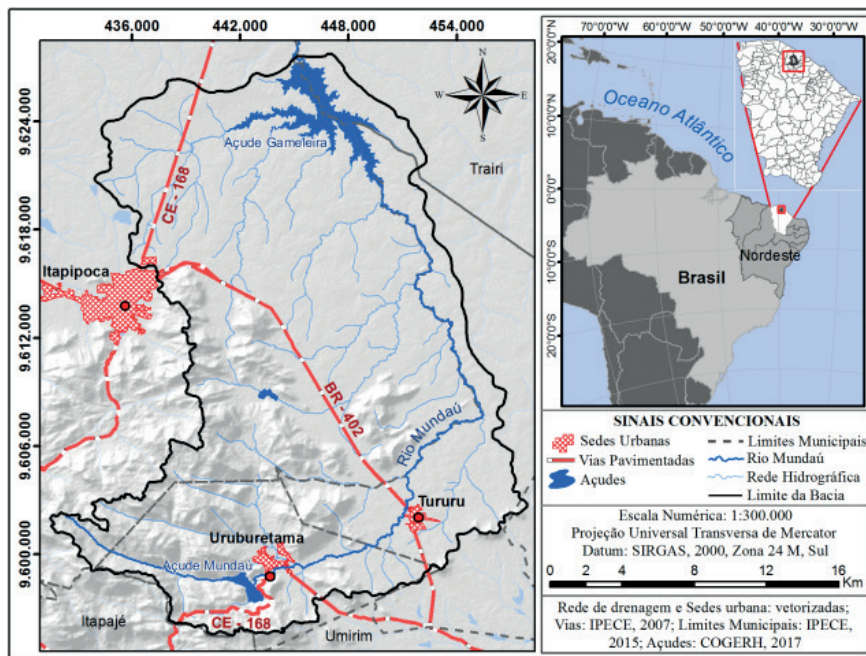 436.000 442.000 448.000 454.000
9.624.000
9.618.000
9.612.000
9.606.000
9.600.000
N
W E
S
Açude Gameleira
Trairi
CE - 168
Itapipoca
BR - 402
Rio Mundaú
Tururu
Uruburetama
Açude Mundaú
Itapajé
CE - 168
Umirim
70°0'0"W 60°0'0"W 50°0'0"W 40°0'0"W 30°0'0"W
20°0'0"N
10°0'0"N
0°0'0"
10°0'0"S
20°0'0"S
Oceano Atlântico
Nordeste
Brasil
SINAIS CONVENCIONAIS
Sedes Urbanas
Vias Pavimentadas
Açudes
Limites Municipais
Rio Mundaú
Rede Hidrográfica
Limite da Bacia
Escala Numérica: 1:300.000
Projeção Universal Transversa de Mercator
Datum: SIRGAS, 2000, Zona 24 M, Sul
0 2 4 8 12 16
Km
Rede de drenagem e Sedes urbana: vetorizadas;
Vias: IPECE, 2007; Limites Municipais: IPECE,
2015; Açudes: COGERH, 2017